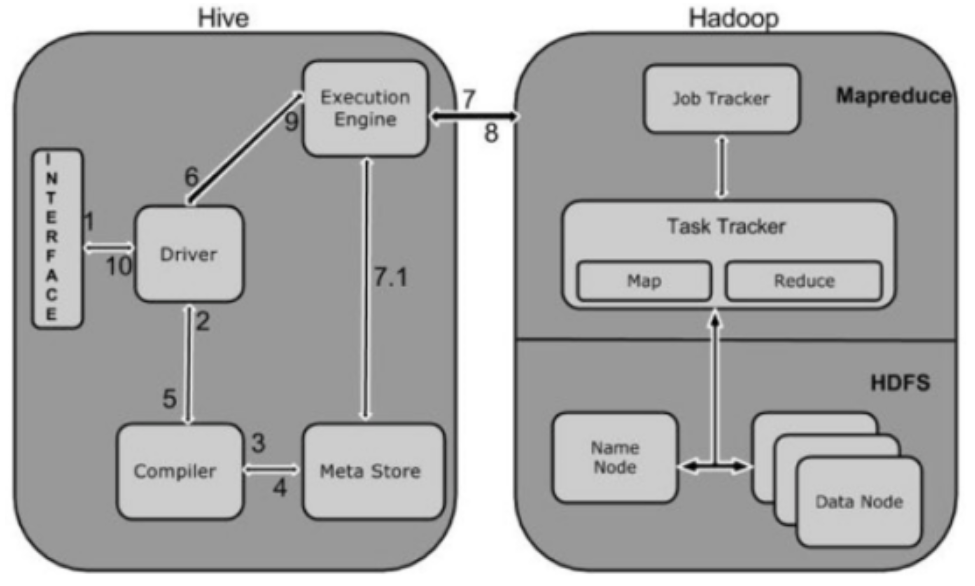 Hive
Hadoop
Execution
Engine
7
8
9
6
INTERFACE
1
10
Driver
2
5
7.1
Compiler
3
4
Meta Store
Job Tracker
Mapreduce
Task Tracker
Map
Reduce
HDFS
Name
Node
Data Node